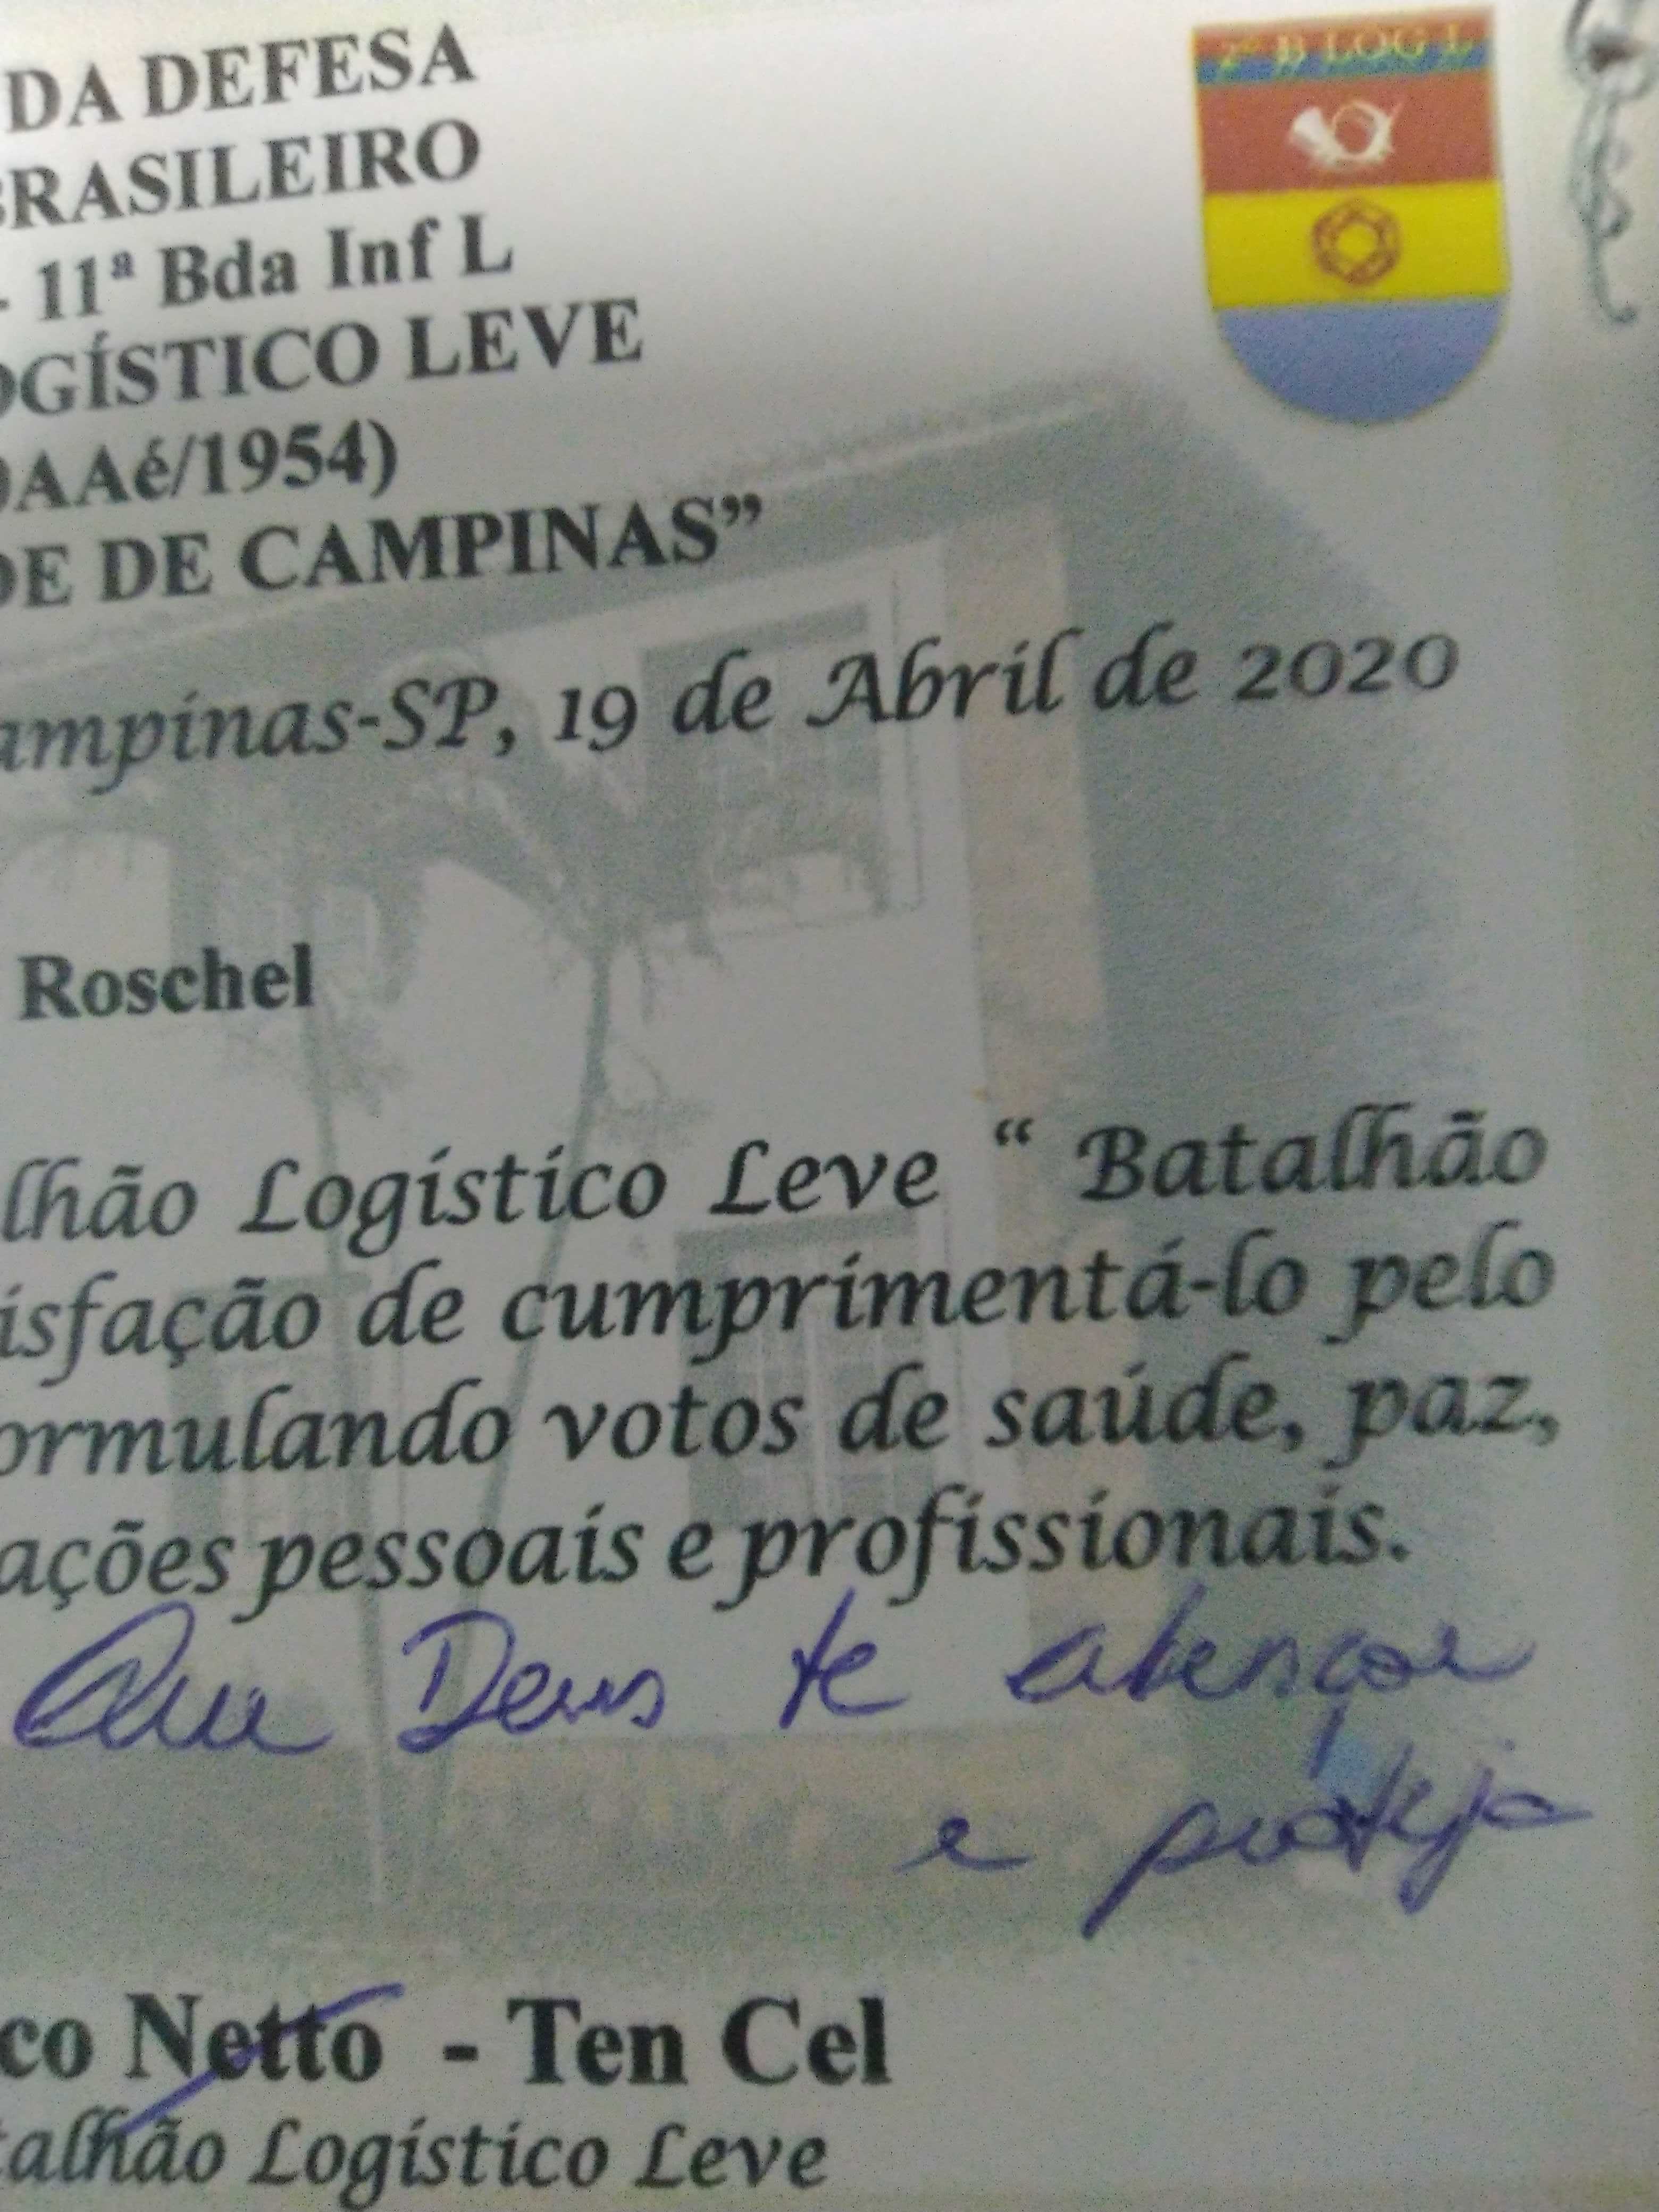 DA DEFESA
BRASILEIRO
2º B LOG L
- 11ª Bda Inf L
OGÍSTICO LEVE
OAAé/1954)
DE DE CAMPINAS”
ampinas-SP, 19 de Abril de 2020
Roschel
lhão Logístico Leve “ Batalhão
isfação de cumprimentá-lo pelo
ormulando votos de saúde, paz,
ações pessoais e profissionais.
Que Deus te abençoe
e proteja
co Netto - Ten Cel
talhão Logístico Leve